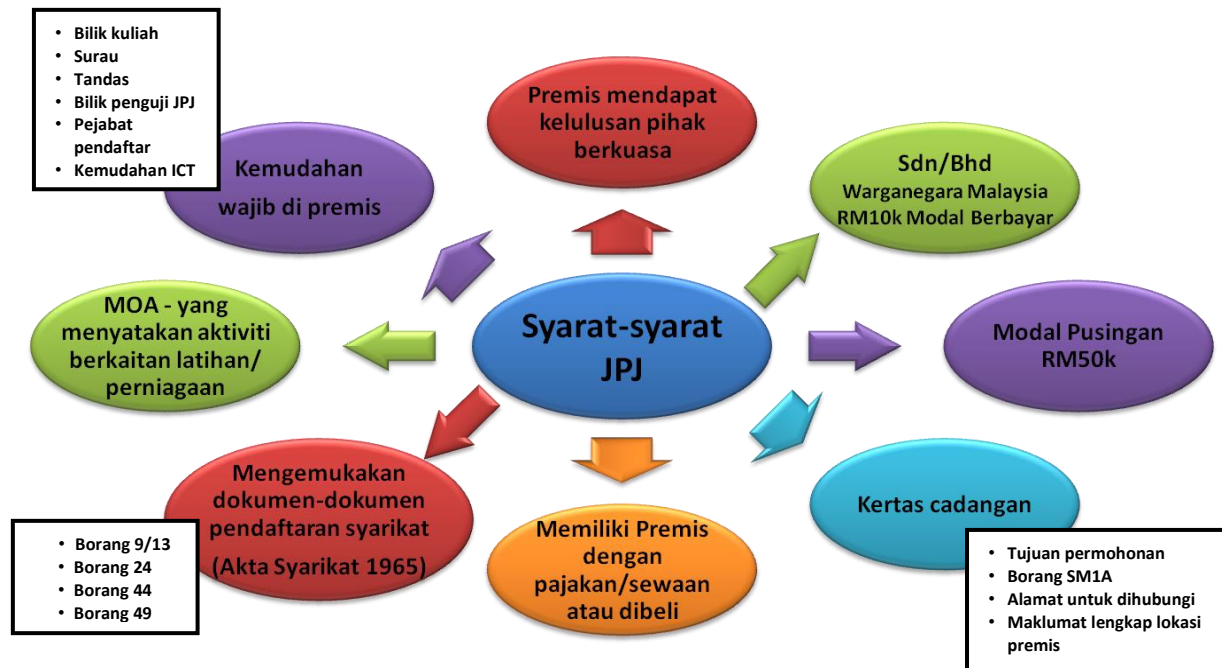 • Bilik kuliah
• Surau
• Tandas
• Bilik penguji JPJ
• Pejabat
pendaftar
• Kemudahan ICT
Kemudahan
wajib di premis
Premis mendapat
kelulusan pihak
berkuasa
Sdn/Bhd
Warganegara Malaysia
RM10k Modal Berbayar
MOA - yang
menyatakan aktiviti
berkaitan latihan/
perniagaan
Syarat-syarat
JPJ
Modal Pusingan
RM50k
Mengemukakan
dokumen-dokumen
pendaftaran syarikat
(Akta Syarikat 1965)
• Borang 9/13
• Borang 24
• Borang 44
• Borang 49
Memiliki Premis
dengan
pajakan/sewaan
atau dibeli
Kertas cadangan
• Tujuan permohonan
• Borang SM1A
• Alamat untuk dihubungi
• Maklumat lengkap lokasi
premis